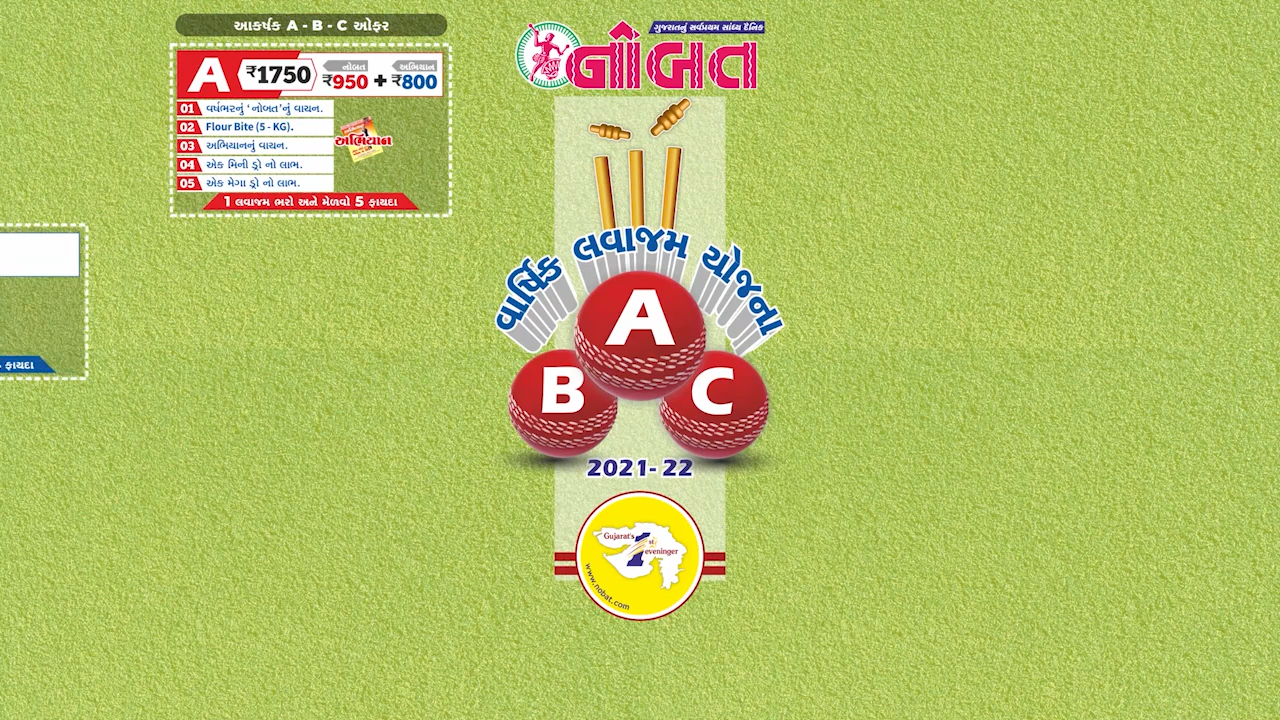 આકર્ષક A - B - C ઓફર
A ₹1750 નોબત ₹950 + અભિયાન ₹800
01 વર્ષભરનું 'નોબત'નું વાચન.
02 Flour Bite (5 - KG).
03 અભિયાનનું વાચન.
04 એક મિની ડ્રો નો લાભ.
05 એક મેગા ડ્રો નો લાભ.
અભિયાન
1 લવાજમ ભરો અને મેળવો 5 ફાયદા
ફાયદા
ગુજરાતનું સર્વપ્રથમ સાંધ્ય દૈનિક
નોબત
વાર્ષિક લવાજમ યોજના
A
B C
2021- 22
Gujarat's 1st eveninger
www.nobat.com